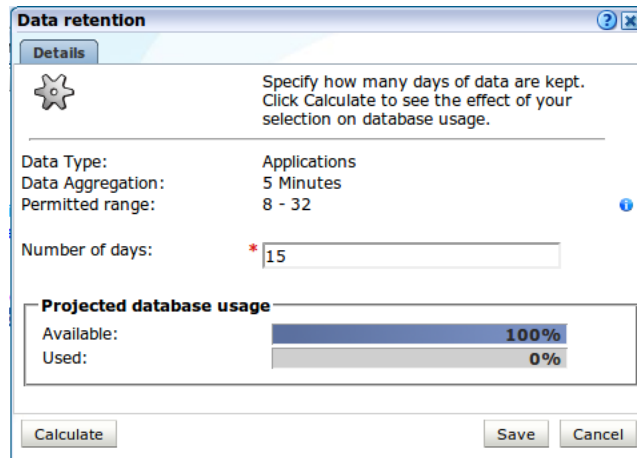 Data retention
Details
Specify how many days of data are kept.
Click Calculate to see the effect of your
selection on database usage.
Data Type: Applications
Data Aggregation: 5 Minutes
Permitted range: 8 - 32
Number of days: * 15
Projected database usage
Available: 100%
Used: 0%
Calculate Save Cancel